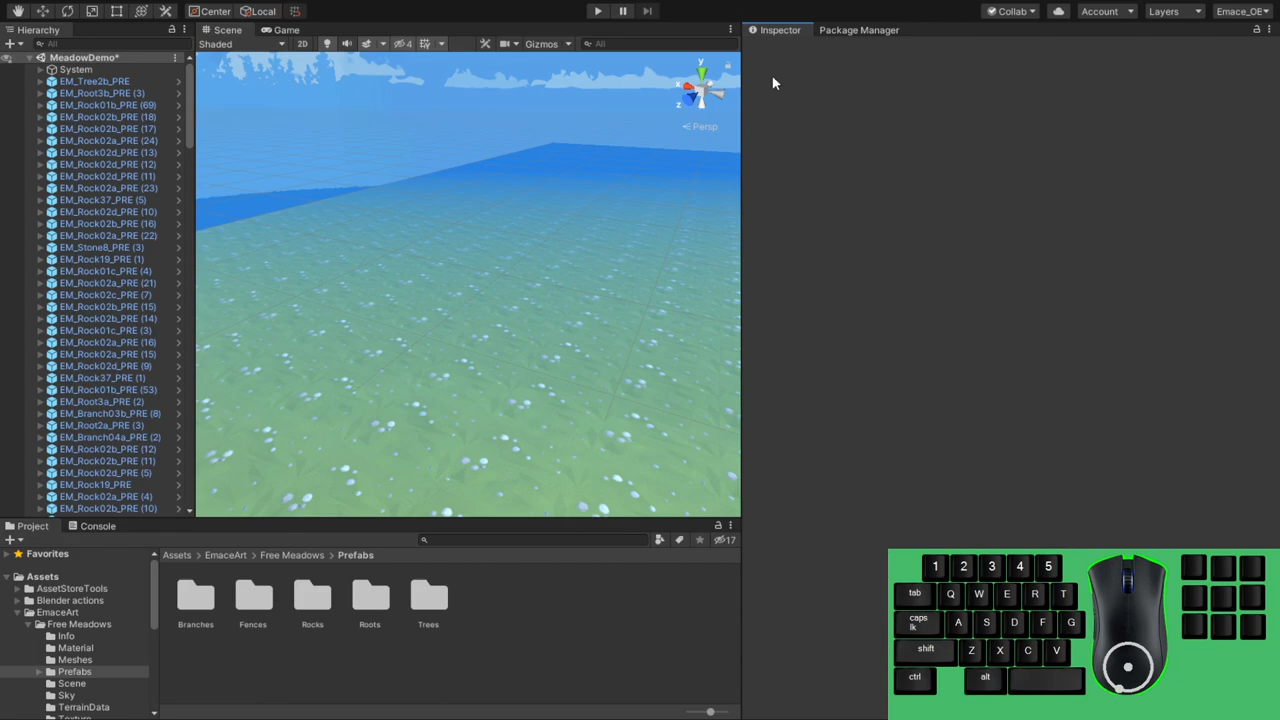 Center Local Collab Account Layers Emace_OE
Hierarchy Scene Game Inspector Package Manager
All Shaded 2D 4 Gizmos All
MeadowDemo*
System
EM_Tree2b_PRE
EM_Root3b_PRE (3)
EM_Rock01b_PRE (69)
EM_Rock02b_PRE (18)
EM_Rock02b_PRE (17)
EM_Rock02a_PRE (24)
EM_Rock02d_PRE (13)
EM_Rock02d_PRE (12)
EM_Rock02d_PRE (11)
EM_Rock02a_PRE (23)
EM_Rock37_PRE (5)
EM_Rock02d_PRE (10)
EM_Rock02b_PRE (16)
EM_Rock02a_PRE (22)
EM_Stone8_PRE (3)
EM_Rock19_PRE (1)
EM_Rock01c_PRE (4)
EM_Rock02a_PRE (21)
EM_Rock02c_PRE (7)
EM_Rock02b_PRE (15)
EM_Rock02b_PRE (14)
EM_Rock01c_PRE (3)
EM_Rock02a_PRE (16)
EM_Rock02a_PRE (15)
EM_Rock02d_PRE (9)
EM_Rock37_PRE (1)
EM_Rock01b_PRE (53)
EM_Root3a_PRE (2)
EM_Branch03b_PRE (8)
EM_Root2a_PRE (3)
EM_Branch04a_PRE (2)
EM_Rock02b_PRE (12)
EM_Rock02b_PRE (11)
EM_Rock02d_PRE (5)
EM_Rock19_PRE
EM_Rock02a_PRE (4)
EM_Rock02b_PRE (10)
y
x
z
Persp
Project Console
17
Favorites
Assets
AssetStoreTools
Blender actions
EmaceArt
Free Meadows
Info
Material
Meshes
Prefabs
Scene
Sky
TerrainData
Texture
Assets EmaceArt Free Meadows Prefabs
Branches Fences Rocks Roots Trees
1 2 3 4 5
tab Q W E R T
caps lk A S D F G
shift Z X C V
ctrl alt